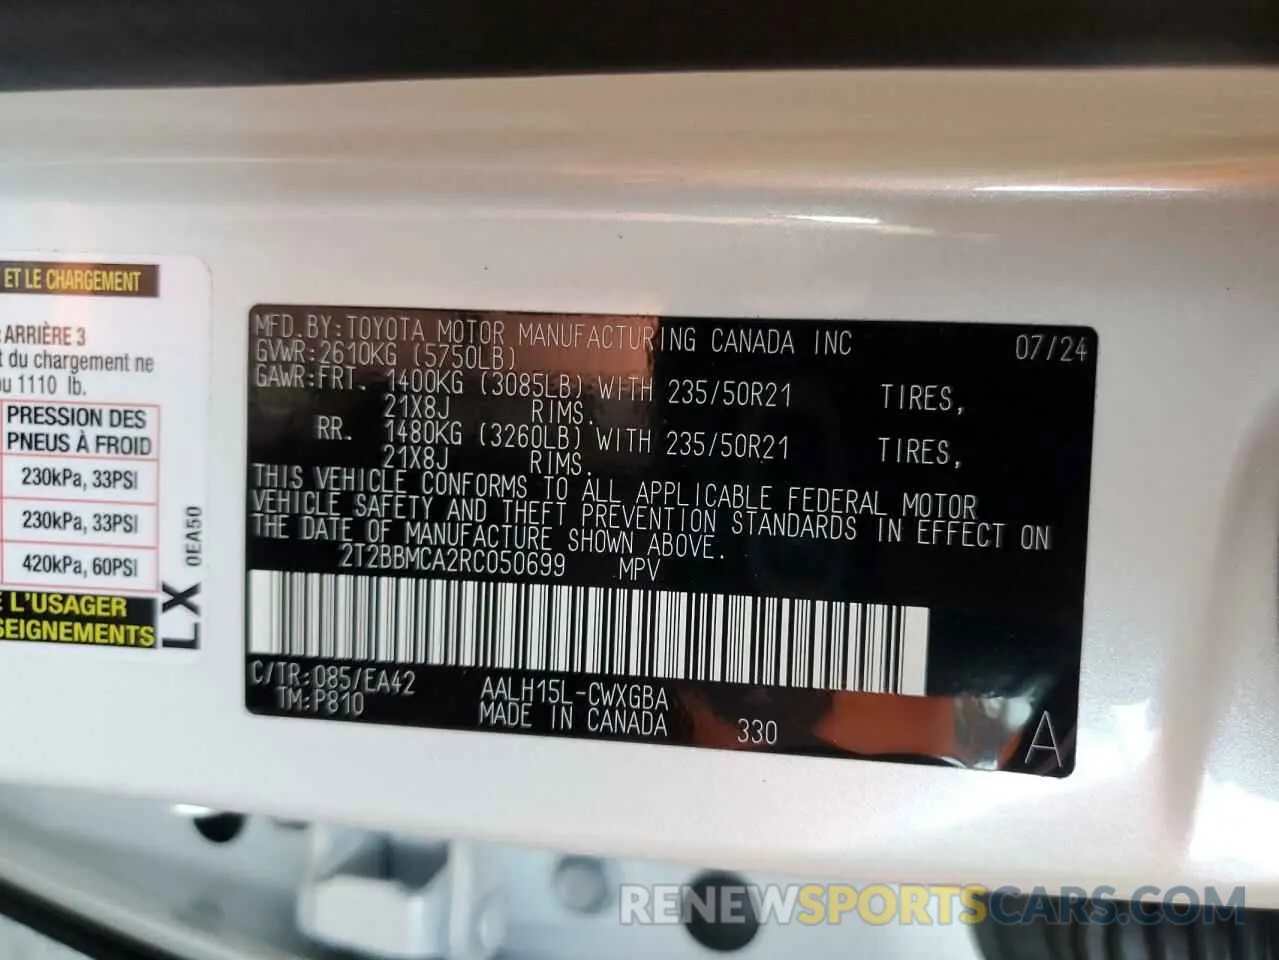 ET LE CHARGEMENT
ARRIÈRE 3
du chargement ne
1110 lb.
PRESSION DES
PNEUS À FROID
230kPa, 33PSI
230kPa, 33PSI
420kPa, 60PSI
L'USAGER
SEIGNEMENTS
LX 0EA50
MFD.BY:TOYOTA MOTOR MANUFACTURING CANADA INC 07/24
GVWR:2610KG (5750LB)
GAWR:FRT. 1400KG (3085LB) WITH 235/50R21 TIRES,
21X8J RIMS.
RR. 1480KG (3260LB) WITH 235/50R21 TIRES,
21X8J RIMS.
THIS VEHICLE CONFORMS TO ALL APPLICABLE FEDERAL MOTOR
VEHICLE SAFETY AND THEFT PREVENTION STANDARDS IN EFFECT ON
THE DATE OF MANUFACTURE SHOWN ABOVE.
2T2BBMCA2RC050699 MPV
C/TR:085/EA42 AALH15L-CWXGBA
TM:P810 MADE IN CANADA 330 A
RENEWSPORTSCARS.COM